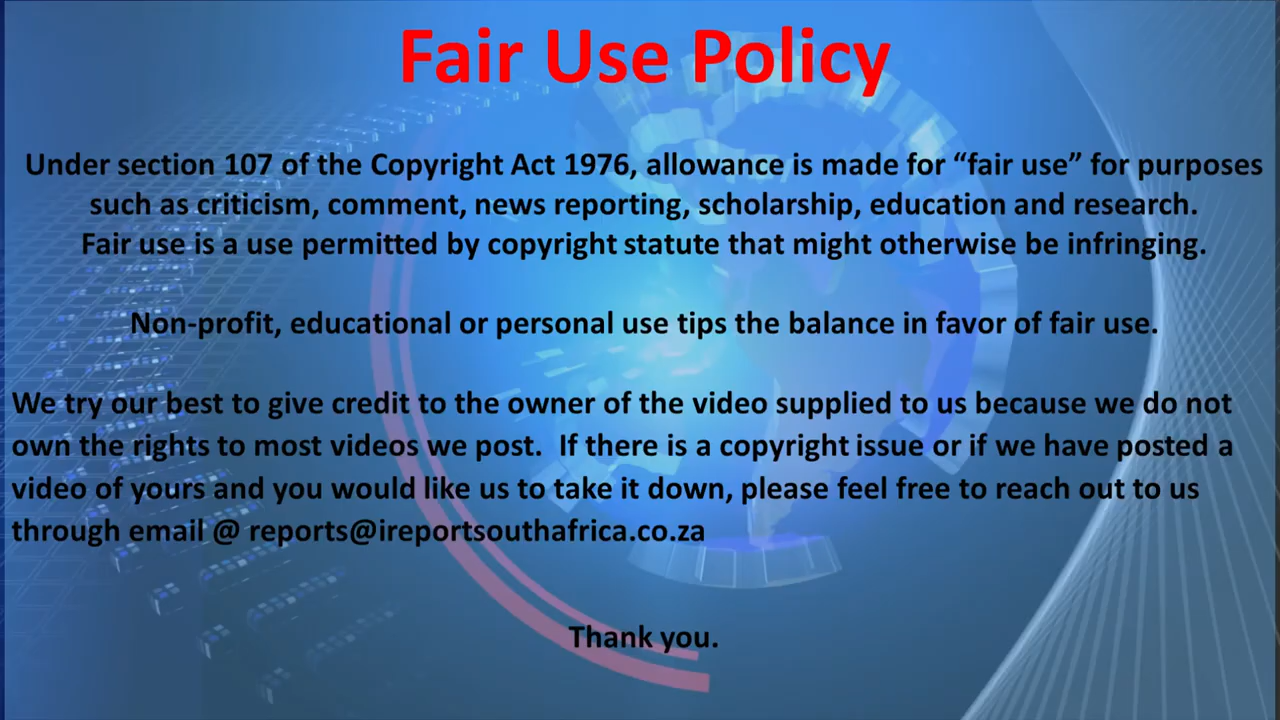 Fair Use Policy
Under section 107 of the Copyright Act 1976, allowance is made for “fair use” for purposes
such as criticism, comment, news reporting, scholarship, education and research.
Fair use is a use permitted by copyright statute that might otherwise be infringing.
Non-profit, educational or personal use tips the balance in favor of fair use.
We try our best to give credit to the owner of the video supplied to us because we do not
own the rights to most videos we post.  If there is a copyright issue or if we have posted a
video of yours and you would like us to take it down, please feel free to reach out to us
through email @ reports@ireportsouthafrica.co.za
Thank you.